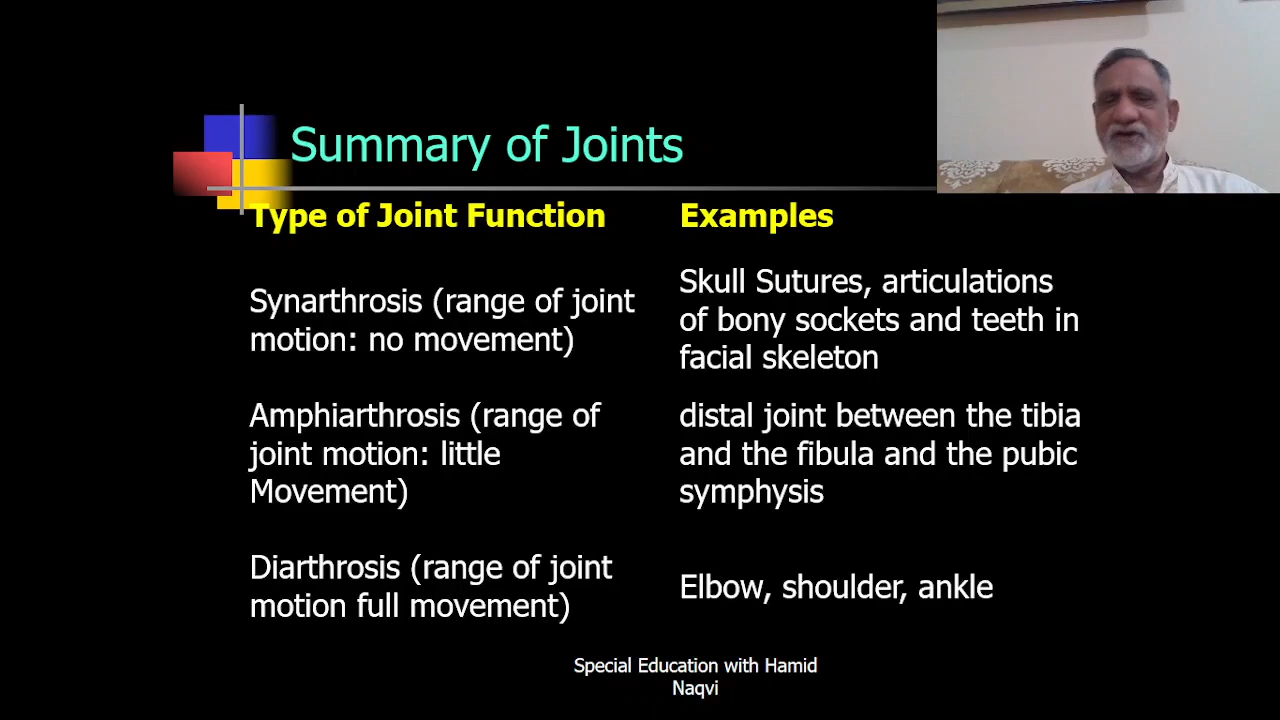 Summary of Joints
Type of Joint Function
Examples
Synarthrosis (range of joint
motion: no movement)
Skull Sutures, articulations
of bony sockets and teeth in
facial skeleton
Amphiarthrosis (range of
joint motion: little
Movement)
distal joint between the tibia
and the fibula and the pubic
symphysis
Diarthrosis (range of joint
motion full movement)
Elbow, shoulder, ankle
Special Education with Hamid
Naqvi